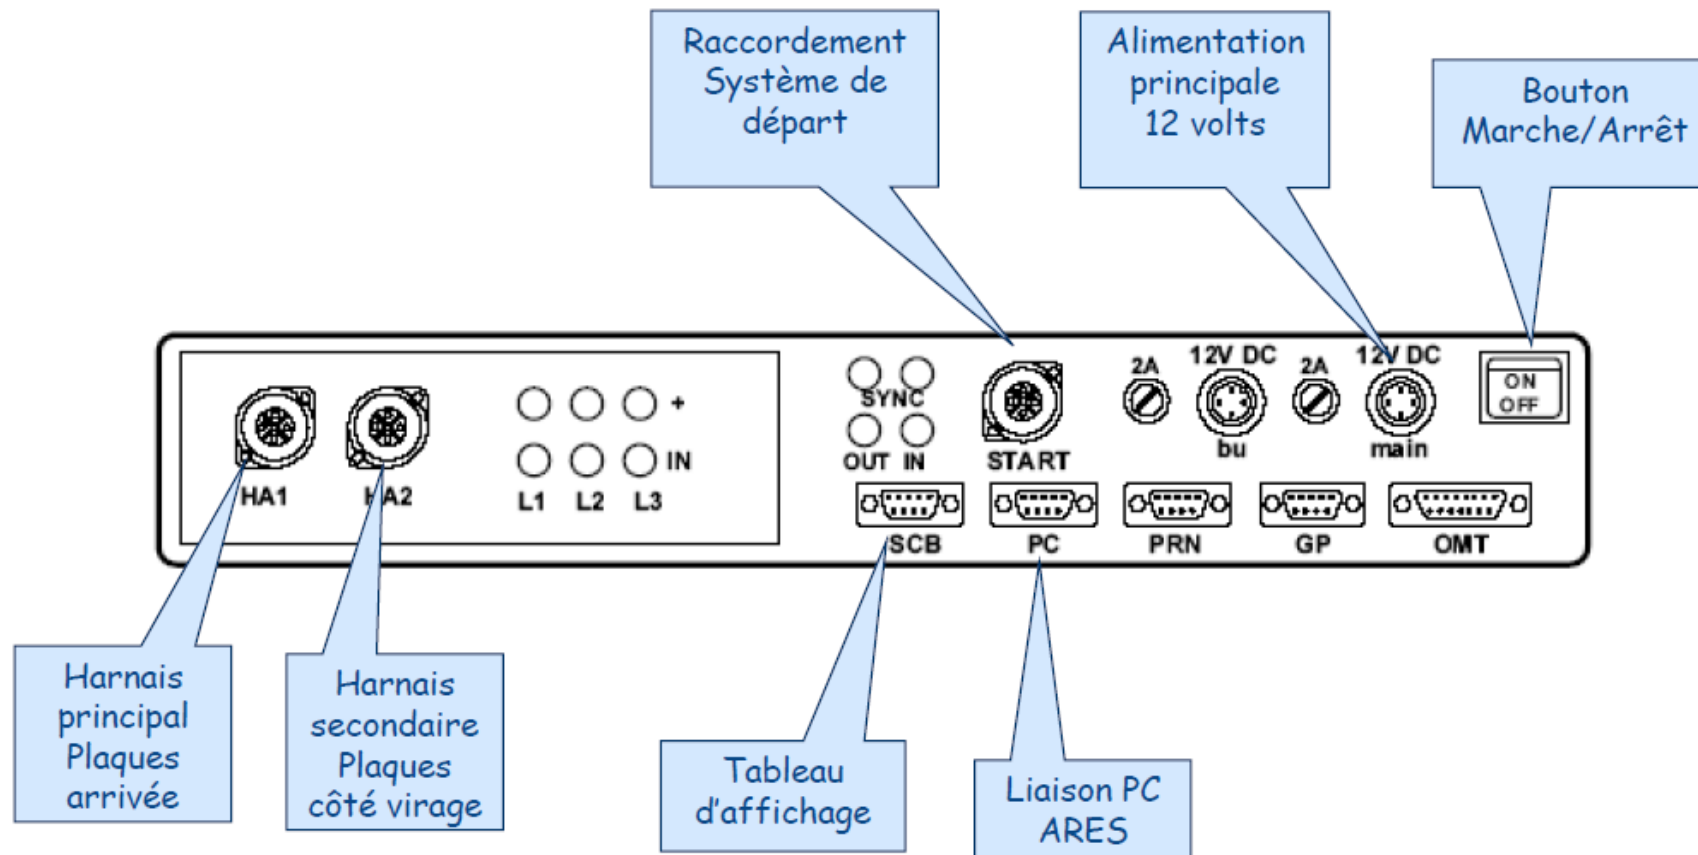 Raccordement
Système de
départ
Alimentation
principale
12 volts
Bouton
Marche/Arrêt
2A
12V DC
2A
12V DC
ON
OFF
SYNC
+
OUT IN
START
bu
main
IN
HA1
HA2
L1
L2
L3
SCB
PC
PRN
GP
OMT
Harnais
principal
Plaques
arrivée
Harnais
secondaire
Plaques
côté virage
Tableau
d'affichage
Liaison PC
ARES